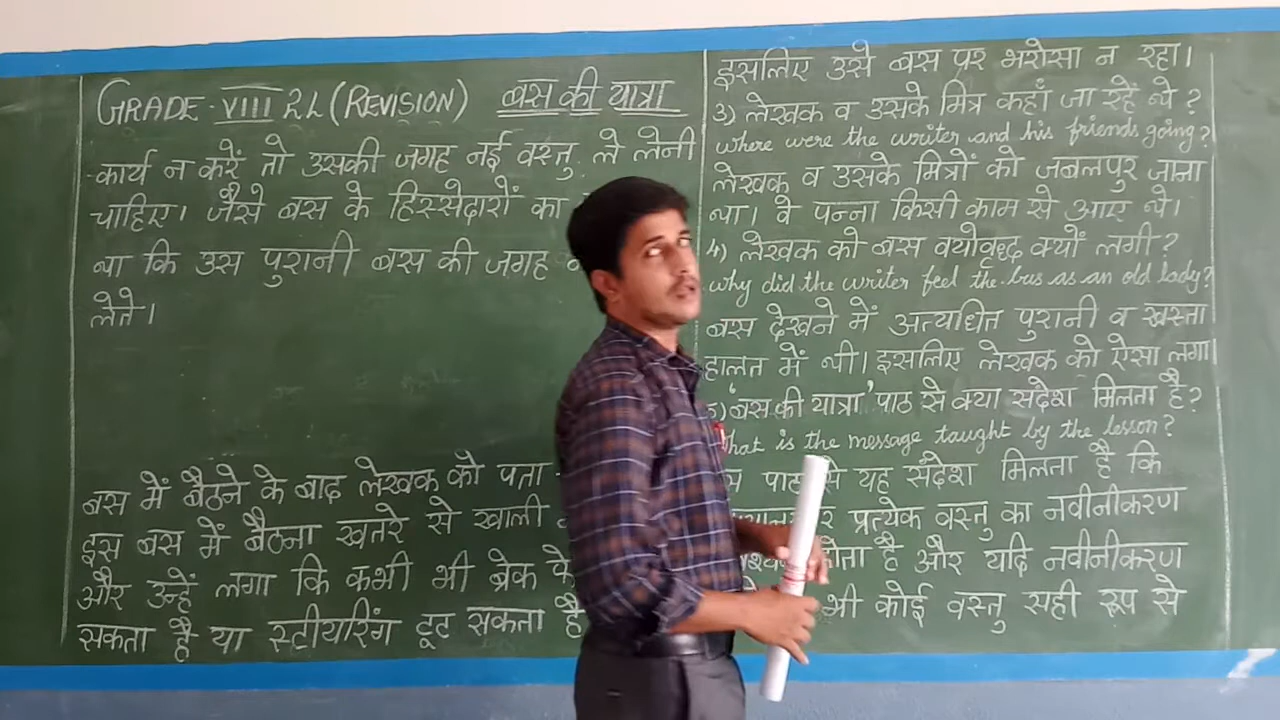 GRADE-VIII 2L (REVISION) बस की यात्रा
कार्य न करें तो उसकी जगह नई वस्तु ले लेनी
चाहिए। जैसे बस के हिस्सेदारों का
था कि उस पुरानी बस की जगह
लेते।
बस में बैठने के बाद लेखक को पता
इस बस में बैठना खतरे से खाली
और उन्हें लगा कि कभी भी ब्रेक
सकता है या स्टीयरिंग टूट सकता है
इसलिए उसे बस पर भरोसा न रहा।
3) लेखक व उसके मित्र कहाँ जा रहें थे?
where were the writer and his friends going?
लेखक व उसके मित्रों को जबलपुर जाना
था। वे पन्ना किसी काम से आए थे।
4) लेखक को बस वयोवृध्द क्यों लगी?
why did the writer feel the bus as an old lady?
बस देखने में अत्यधित पुरानी व खस्ता
हालत में थी। इसलिए लेखक को ऐसा लगा
5) 'बस की यात्रा' पाठ से क्या संदेश मिलता है?
what is the message taught by the lesson?
पाठ से यह संदेश मिलता है कि
प्रत्येक वस्तु का नवीनीकरण
होता है और यदि नवीनीकरण
भी कोई वस्तु सही रूप से